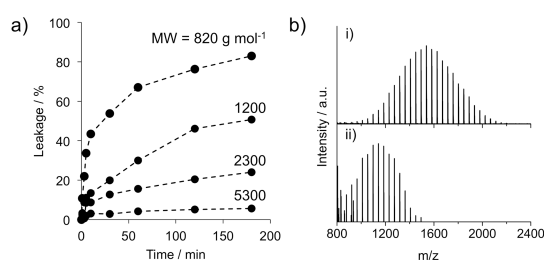 a)
MW = 820 g mol-1
1200
2300
5300
Leakage / %
100
80
60
40
20
0
0 50 100 150 200
Time / min
b)
i)
ii)
Intensity / a.u.
800 1200 1600 2000 2400
m/z